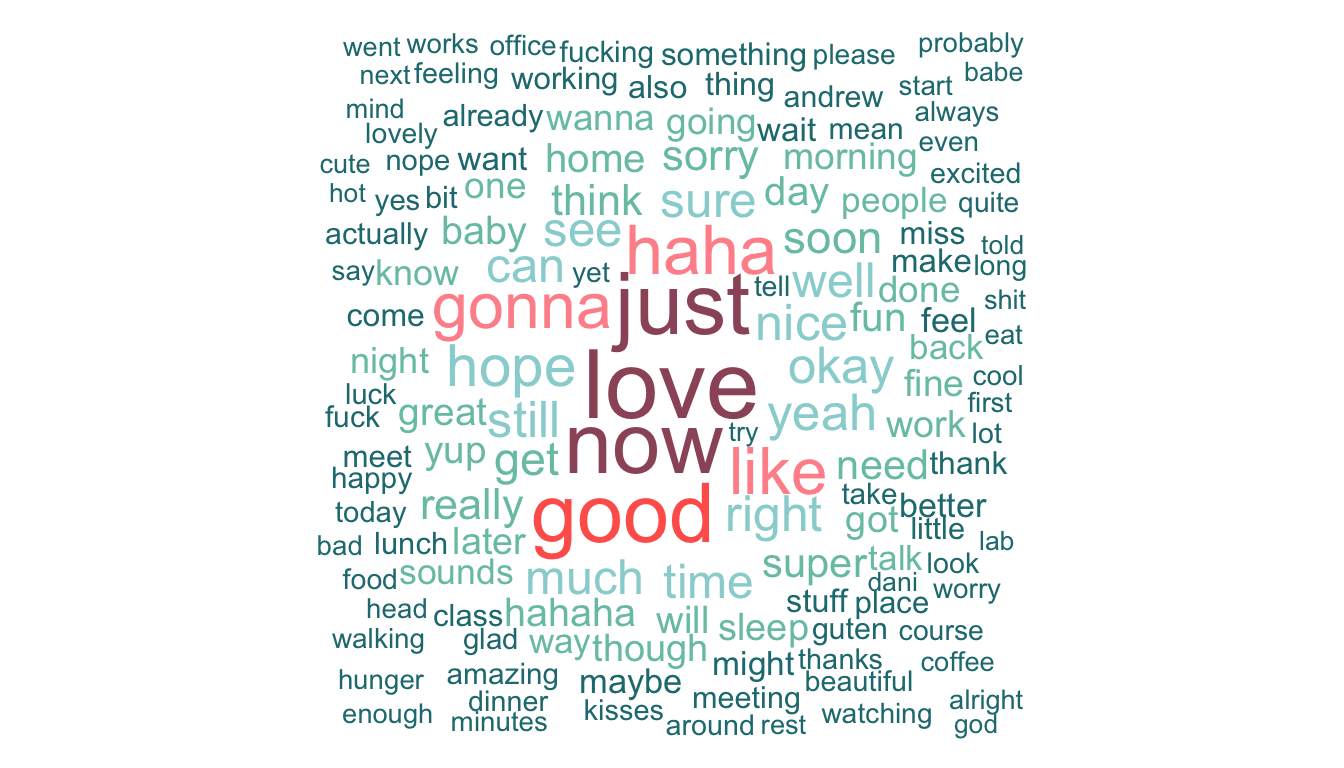 went works office fucking something please probably
next feeling working also thing andrew start babe
mind lovely already wanna going wait mean always
cute nope want home sorry morning even excited
hot yes bit one think sure day people quite
actually baby see haha soon miss told
say know can yet just tell well make long done
come gonna nice fun feel shit eat
night hope love okay back fine cool
luck fuck great still yeah work first lot
meet yup get now try like need thank
happy today really good right take better got little
bad lunch later super talk look lab
food sounds much time dani worry
head class hahaha will sleep stuff place guten course
walking glad way though might thanks coffee
hunger amazing maybe meeting beautiful alright
enough dinner minutes kisses around rest watching god